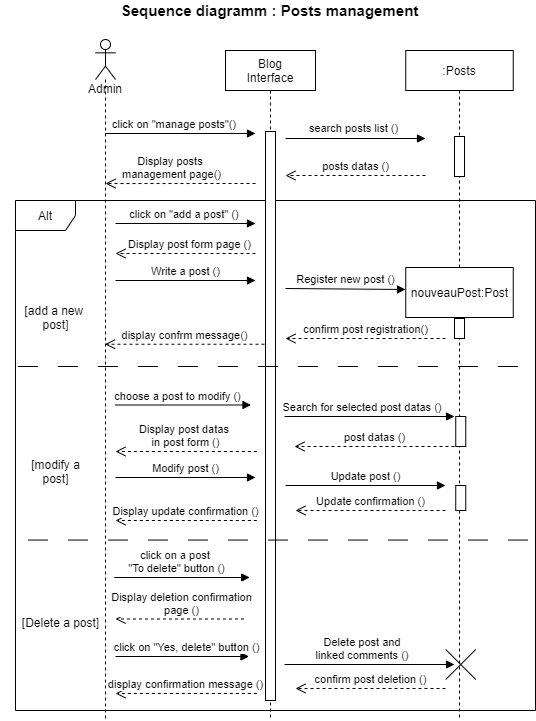 Sequence diagramm : Posts management
Admin
Blog
Interface
:Posts
click on "manage posts"()
search posts list ()
Display posts
management page()
posts datas ()
Alt
click on "add a post" ()
Display post form page ()
Write a post ()
Register new post ()
nouveauPost:Post
[add a new
post]
confirm post registration()
display confrm message()
choose a post to modify ()
Search for selected post datas ()
Display post datas
in post form ()
post datas ()
[modify a
post]
Modify post ()
Update post ()
Update confirmation ()
Display update confirmation ()
click on a post
"To delete" button ()
Display deletion confirmation
page ()
[Delete a post]
click on "Yes, delete" button ()
Delete post and
linked comments ()
confirm post deletion ()
display confirmation message ()